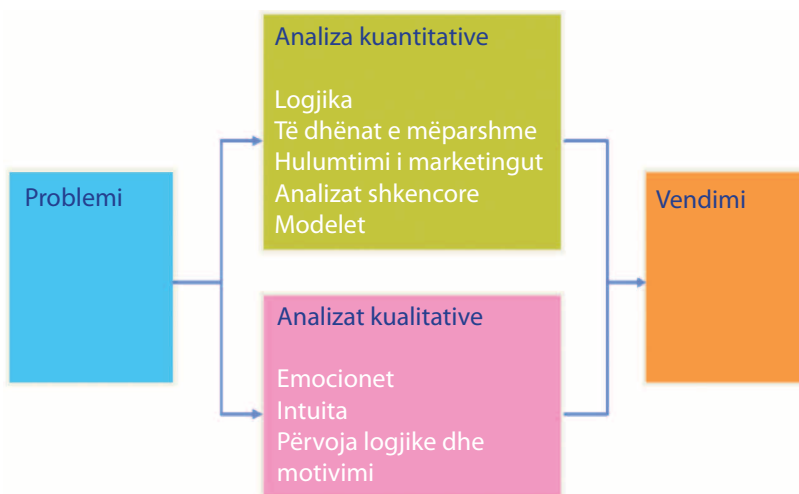 Problemi
Analiza kuantitative
Logjika
Të dhënat e mëparshme
Hulumtimi i marketingut
Analizat shkencore
Modelet
Analizat kualitative
Emocionet
Intuita
Përvoja logjike dhe
motivimi
Vendimi